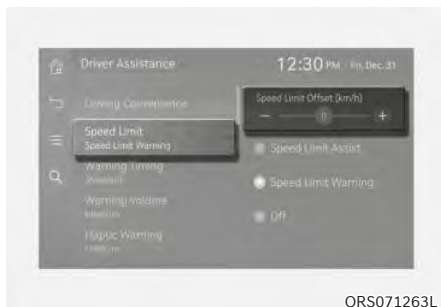 Driver Assistance
12:30 PM Fri, Dec. 31
Driving Convenience
Speed Limit
Speed Limit Warning
Warning Timing
Standard
Warning Volume
Medium
Haptic Warning
Speed Limit Offset (km/h)
− 0 +
Speed Limit Assist
Speed Limit Warning
Off
ORS071263L